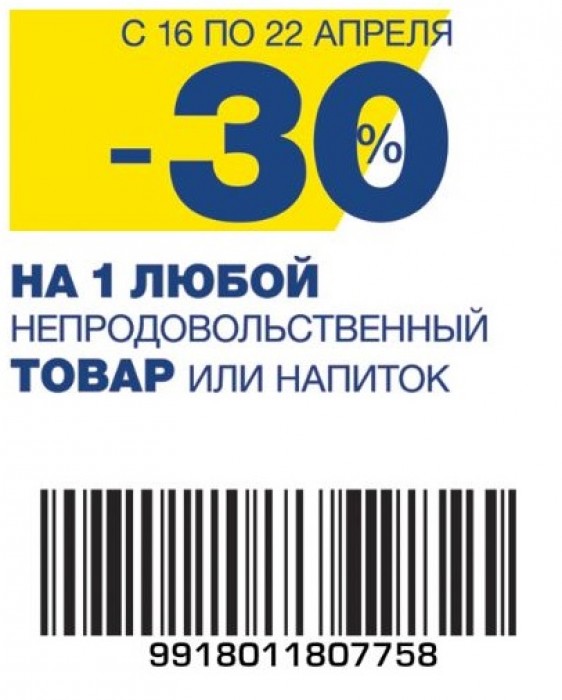 С 16 ПО 22 АПРЕЛЯ
-30%
НА 1 ЛЮБОЙ
НЕПРОДОВОЛЬСТВЕННЫЙ
ТОВАР ИЛИ НАПИТОК
9918011807758